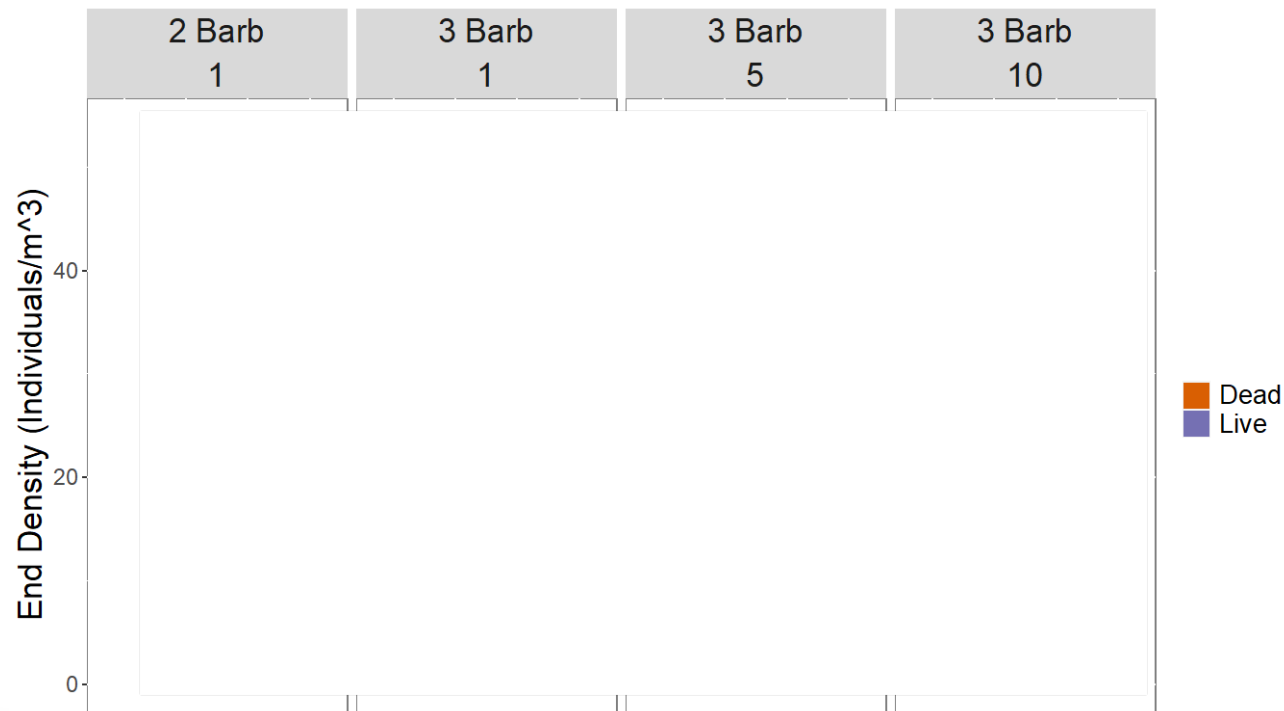 2 Barb
1
3 Barb
1
3 Barb
5
3 Barb
10
End Density (Individuals/m^3)
40
20
0
Dead
Live